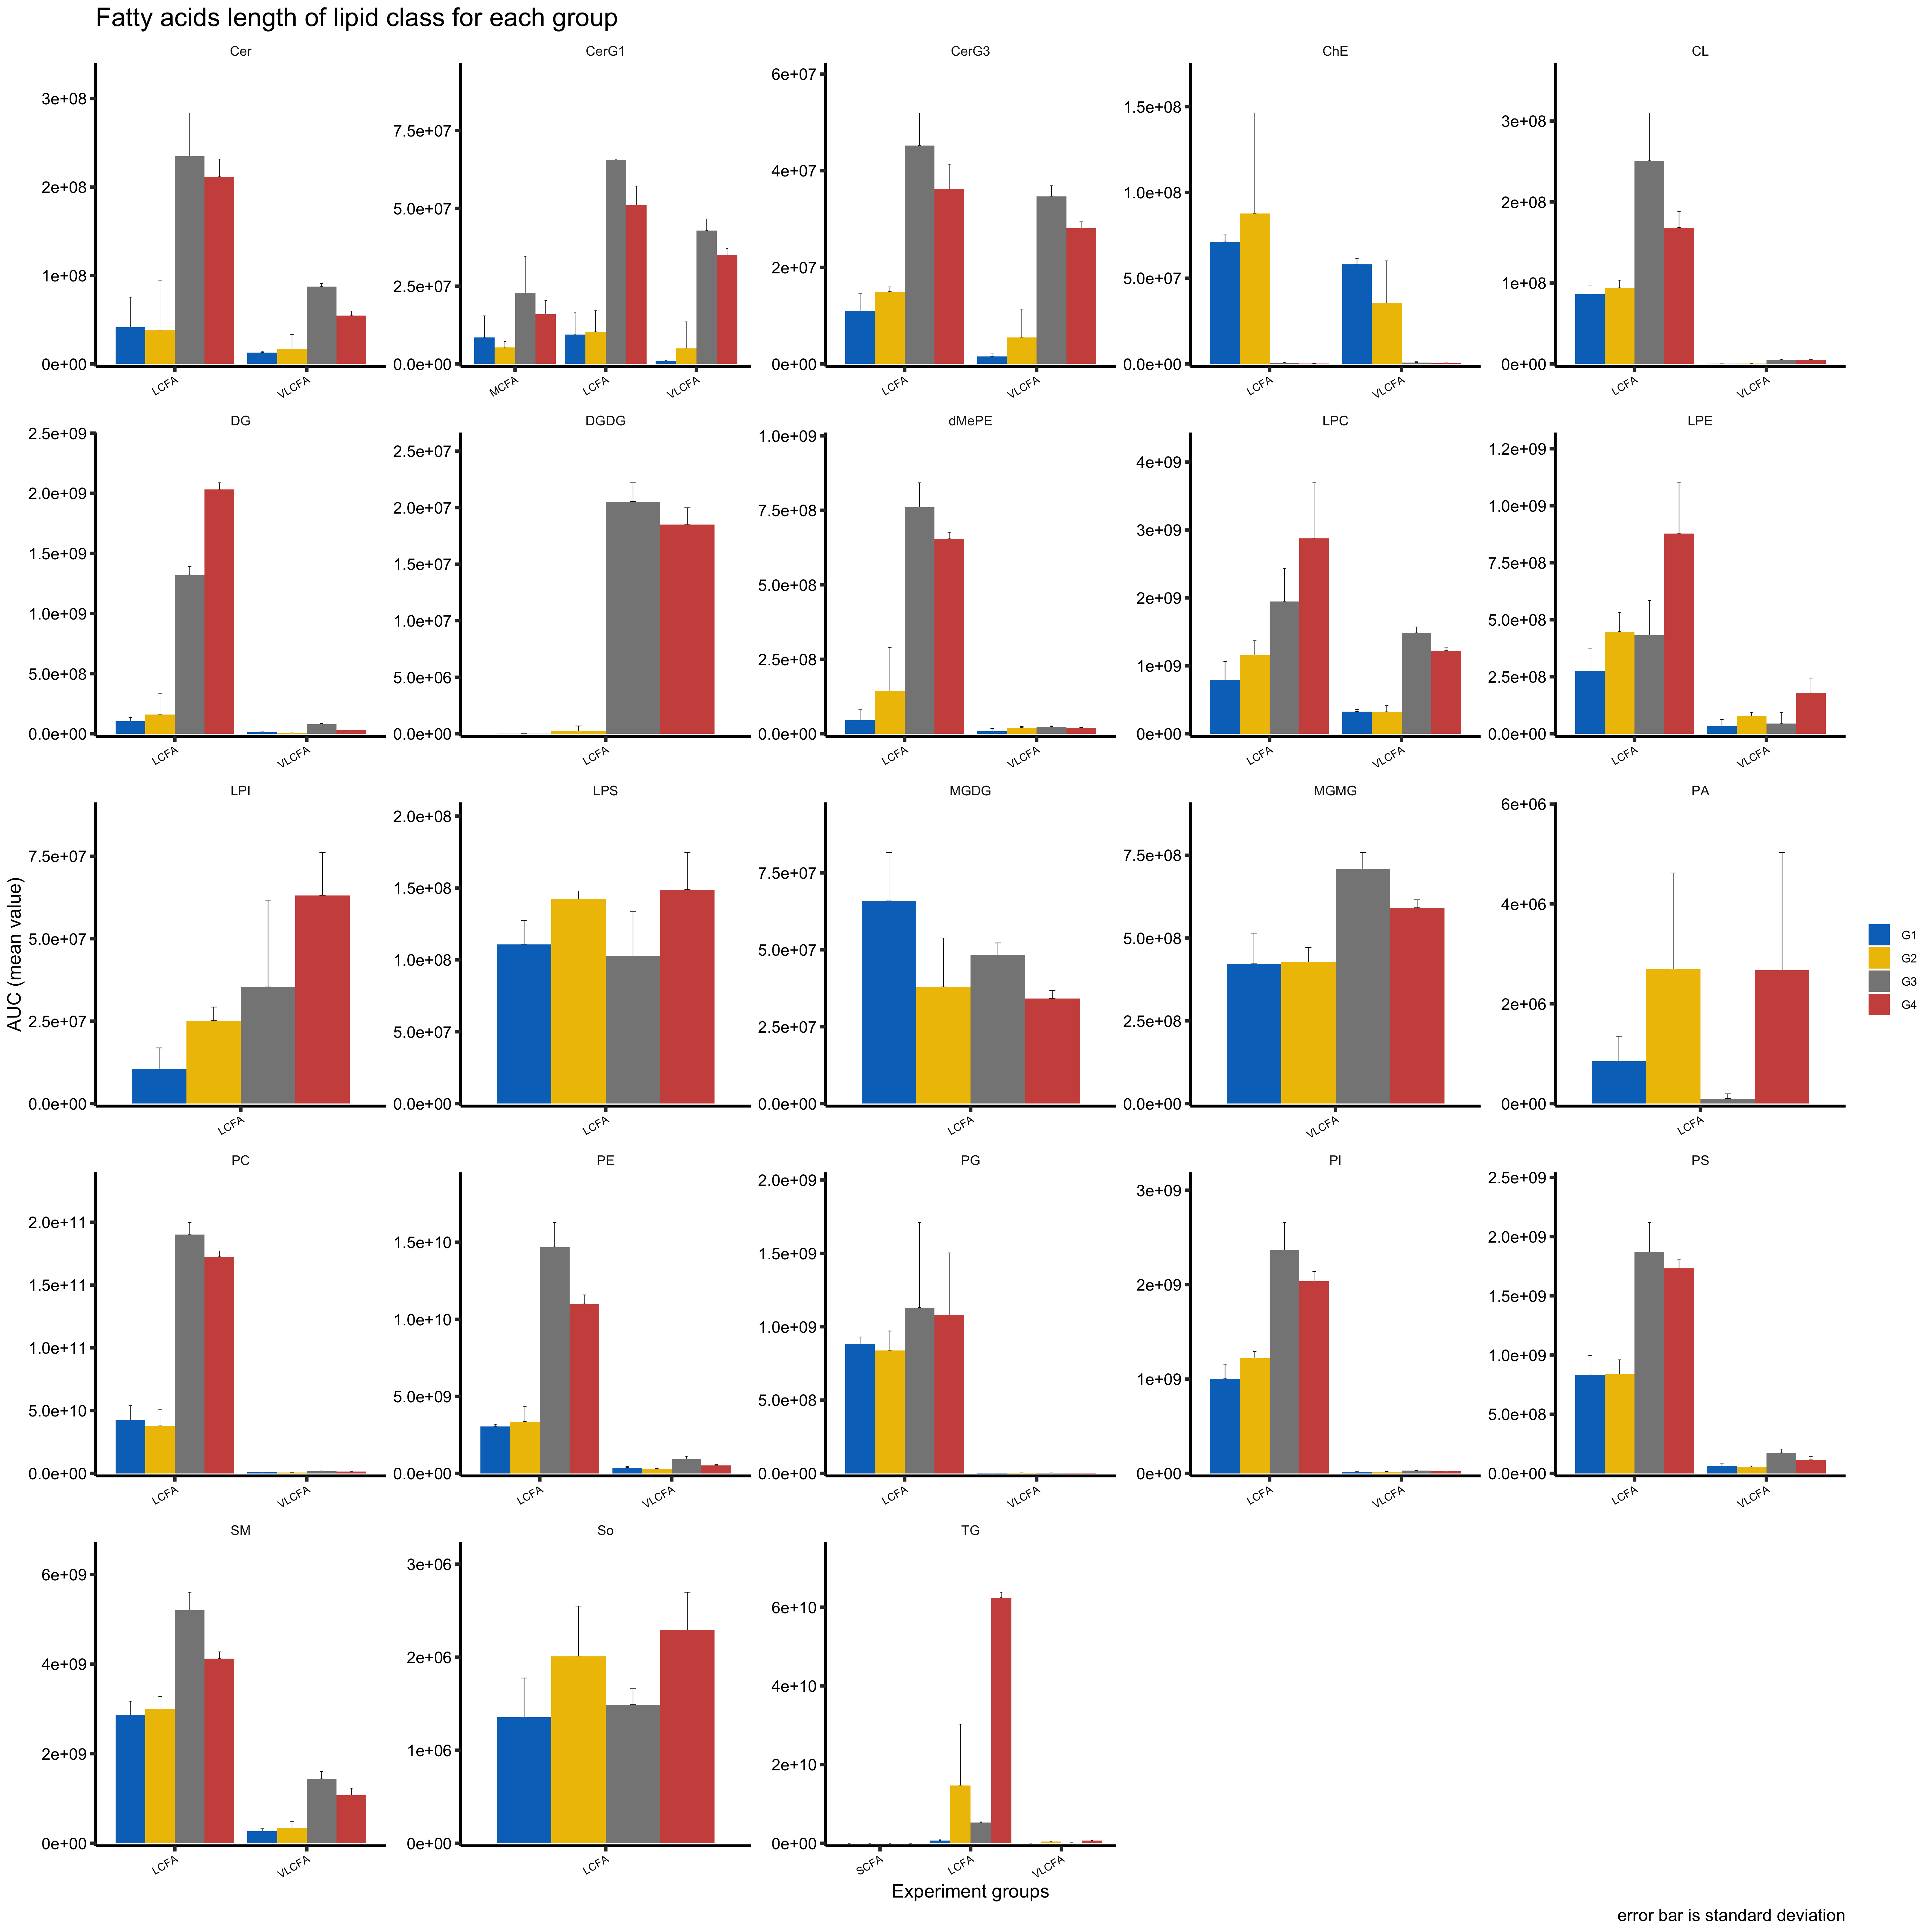 Fatty acids length of lipid class for each group
Cer
CerG1
CerG3
ChE
CL
3e+08
2e+08
1e+08
0e+00
LCFA
VLCFA
7.5e+07
5.0e+07
2.5e+07
0.0e+00
MCFA
LCFA
VLCFA
6e+07
4e+07
2e+07
0e+00
LCFA
VLCFA
1.5e+08
1.0e+08
5.0e+07
0.0e+00
LCFA
VLCFA
3e+08
2e+08
1e+08
0e+00
LCFA
VLCFA
DG
DGDG
dMePE
LPC
LPE
2.5e+09
2.0e+09
1.5e+09
1.0e+09
5.0e+08
0.0e+00
LCFA
VLCFA
2.5e+07
2.0e+07
1.5e+07
1.0e+07
5.0e+06
0.0e+00
LCFA
1.0e+09
7.5e+08
5.0e+08
2.5e+08
0.0e+00
LCFA
VLCFA
4e+09
3e+09
2e+09
1e+09
0e+00
LCFA
VLCFA
1.2e+09
1.0e+09
7.5e+08
5.0e+08
2.5e+08
0.0e+00
LCFA
VLCFA
LPI
LPS
MGDG
MGMG
PA
AUC (mean value)
7.5e+07
5.0e+07
2.5e+07
0.0e+00
LCFA
2.0e+08
1.5e+08
1.0e+08
5.0e+07
0.0e+00
LCFA
7.5e+07
5.0e+07
2.5e+07
0.0e+00
LCFA
7.5e+08
5.0e+08
2.5e+08
0.0e+00
VLCFA
6e+06
4e+06
2e+06
0e+00
LCFA
G1
G2
G3
G4
PC
PE
PG
PI
PS
2.0e+11
1.5e+11
1.0e+11
5.0e+10
0.0e+00
LCFA
VLCFA
1.5e+10
1.0e+10
5.0e+09
0.0e+00
LCFA
VLCFA
2.0e+09
1.5e+09
1.0e+09
5.0e+08
0.0e+00
LCFA
VLCFA
3e+09
2e+09
1e+09
0e+00
LCFA
VLCFA
2.5e+09
2.0e+09
1.5e+09
1.0e+09
5.0e+08
0.0e+00
LCFA
VLCFA
SM
So
TG
6e+09
4e+09
2e+09
0e+00
LCFA
VLCFA
3e+06
2e+06
1e+06
0e+00
LCFA
6e+10
4e+10
2e+10
0e+00
SCFA
LCFA
VLCFA
Experiment groups
error bar is standard deviation